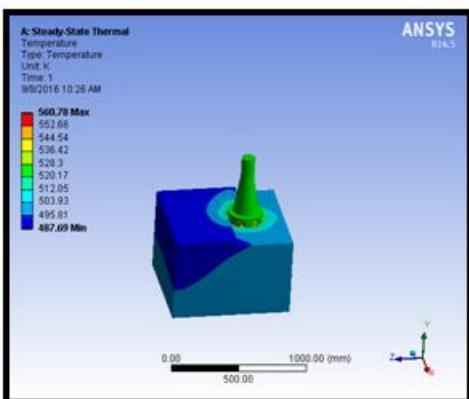 A: Steady-State Thermal
Temperature
Type: Temperature
Unit: K
Time: 1
9/8/2016 10:26 AM
ANSYS
R14.5
560.78 Max
552.66
544.54
536.42
528.3
520.17
512.05
503.93
495.81
487.69 Min
0.00
1000.00 (mm)
500.00
Y
Z
X